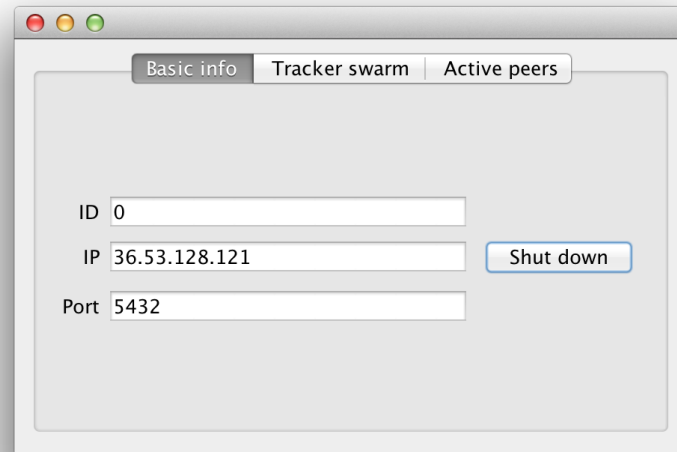 Basic info Tracker swarm Active peers
ID 0
IP 36.53.128.121 Shut down
Port 5432